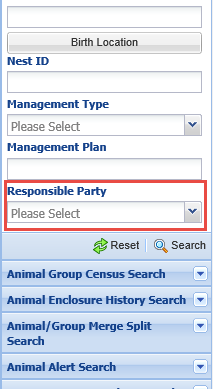 Birth Location
Nest ID
Management Type
Please Select
Management Plan
Responsible Party
Please Select
Reset Search
Animal Group Census Search
Animal Enclosure History Search
Animal/Group Merge Split
Search
Animal Alert Search